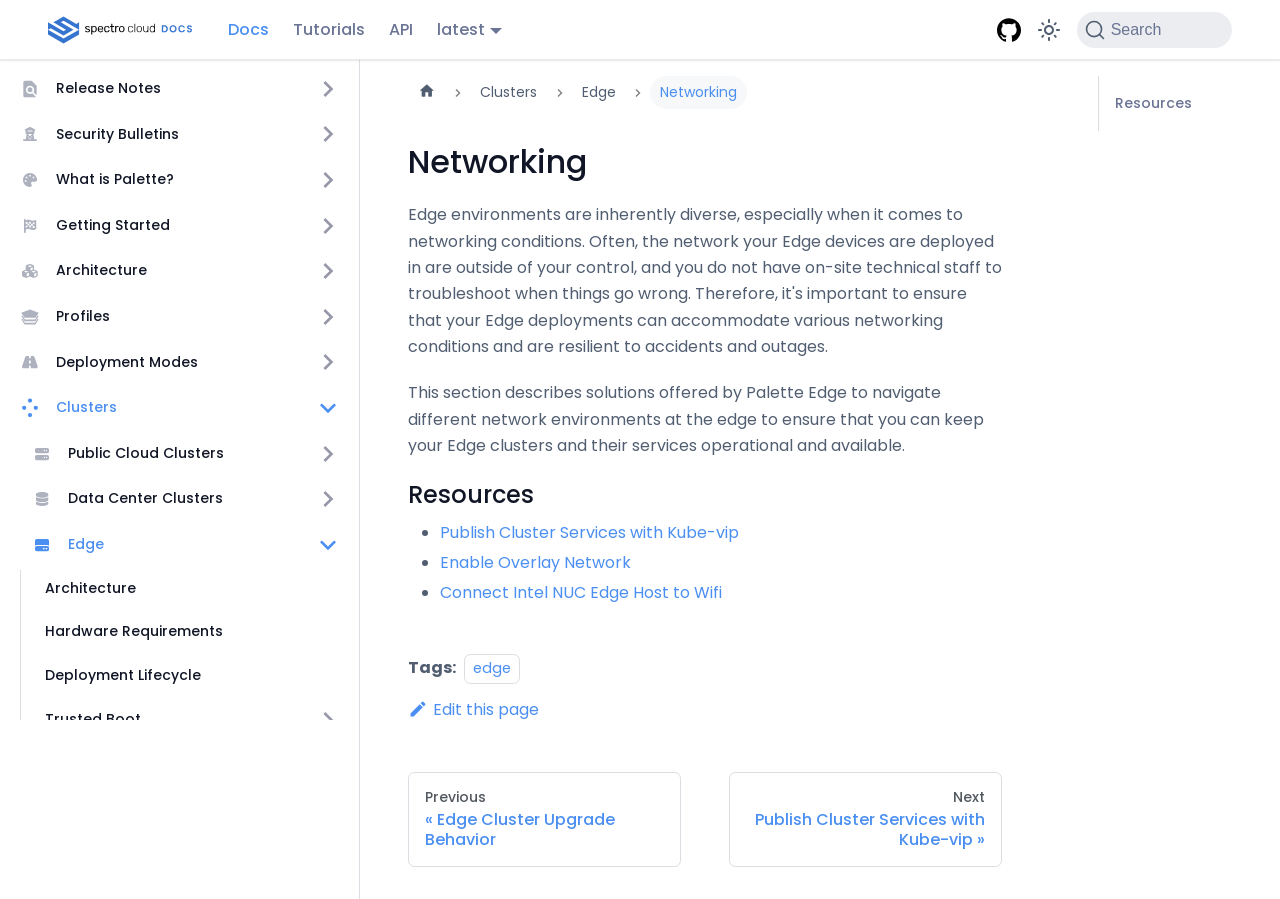 spectro cloud DOCS
Docs
Tutorials
API
latest
Search
Release Notes
Security Bulletins
What is Palette?
Getting Started
Architecture
Profiles
Deployment Modes
Clusters
Public Cloud Clusters
Data Center Clusters
Edge
Architecture
Hardware Requirements
Deployment Lifecycle
Trusted Boot
Clusters
Edge
Networking
Networking
Edge environments are inherently diverse, especially when it comes to
networking conditions. Often, the network your Edge devices are deployed
in are outside of your control, and you do not have on-site technical staff to
troubleshoot when things go wrong. Therefore, it's important to ensure
that your Edge deployments can accommodate various networking
conditions and are resilient to accidents and outages.
This section describes solutions offered by Palette Edge to navigate
different network environments at the edge to ensure that you can keep
your Edge clusters and their services operational and available.
Resources
Publish Cluster Services with Kube-vip
Enable Overlay Network
Connect Intel NUC Edge Host to Wifi
Tags: edge
Edit this page
Previous
« Edge Cluster Upgrade
Behavior
Next
Publish Cluster Services with
Kube-vip »
Resources